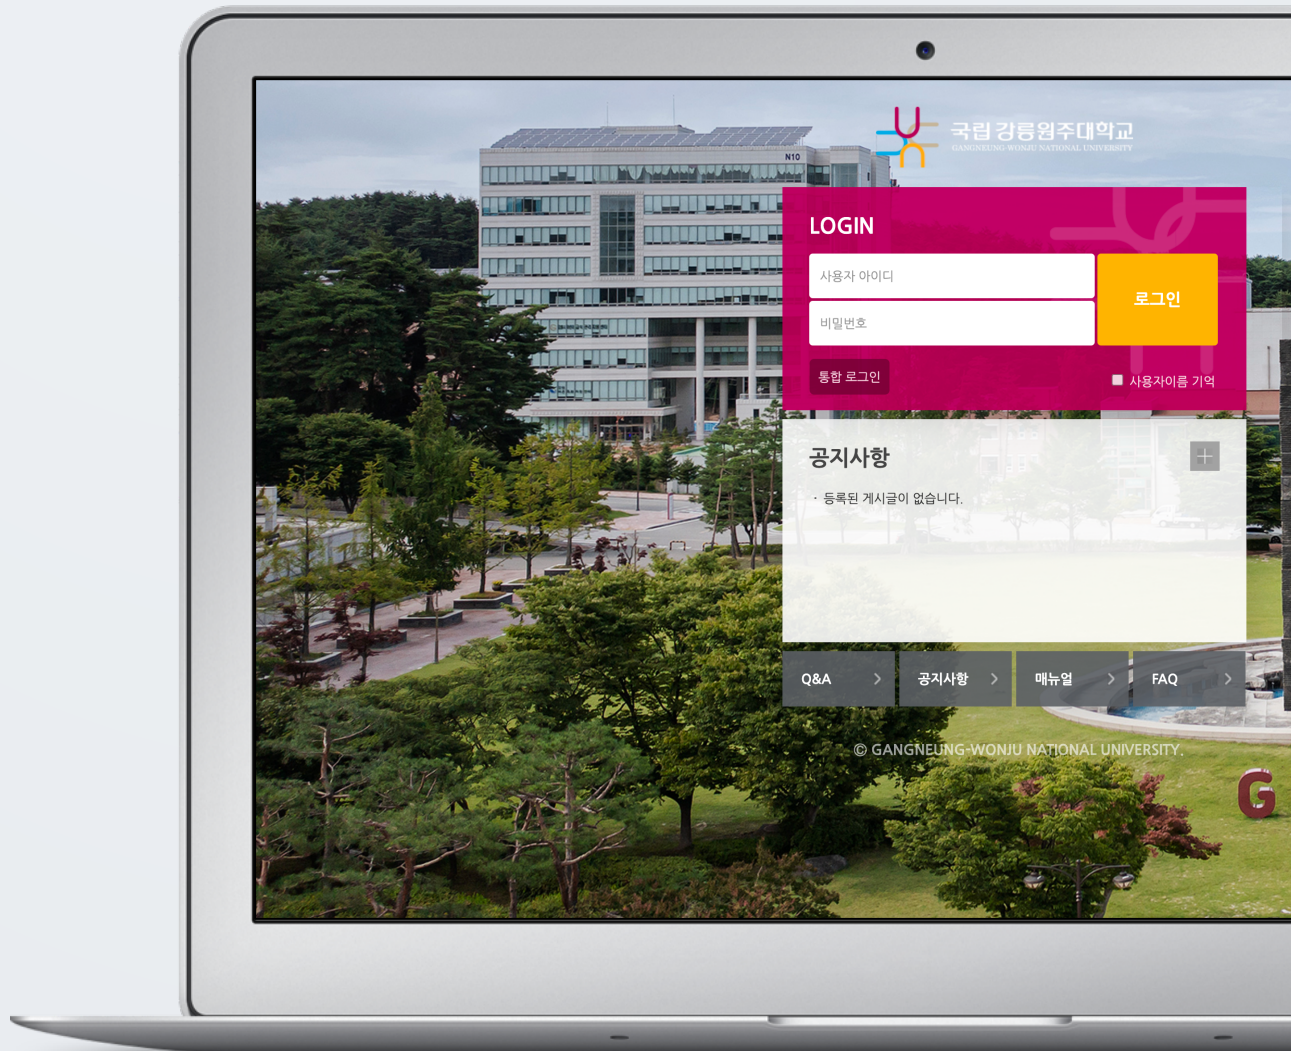 N10
국립강릉원주대학교
GANGNEUNG-WONJU NATIONAL UNIVERSITY
LOGIN
사용자 아이디
로그인
비밀번호
통합 로그인
사용자이름 기억
공지사항
· 등록된 게시글이 없습니다.
Q&A
공지사항
매뉴얼
FAQ
© GANGNEUNG-WONJU NATIONAL UNIVERSITY.
G